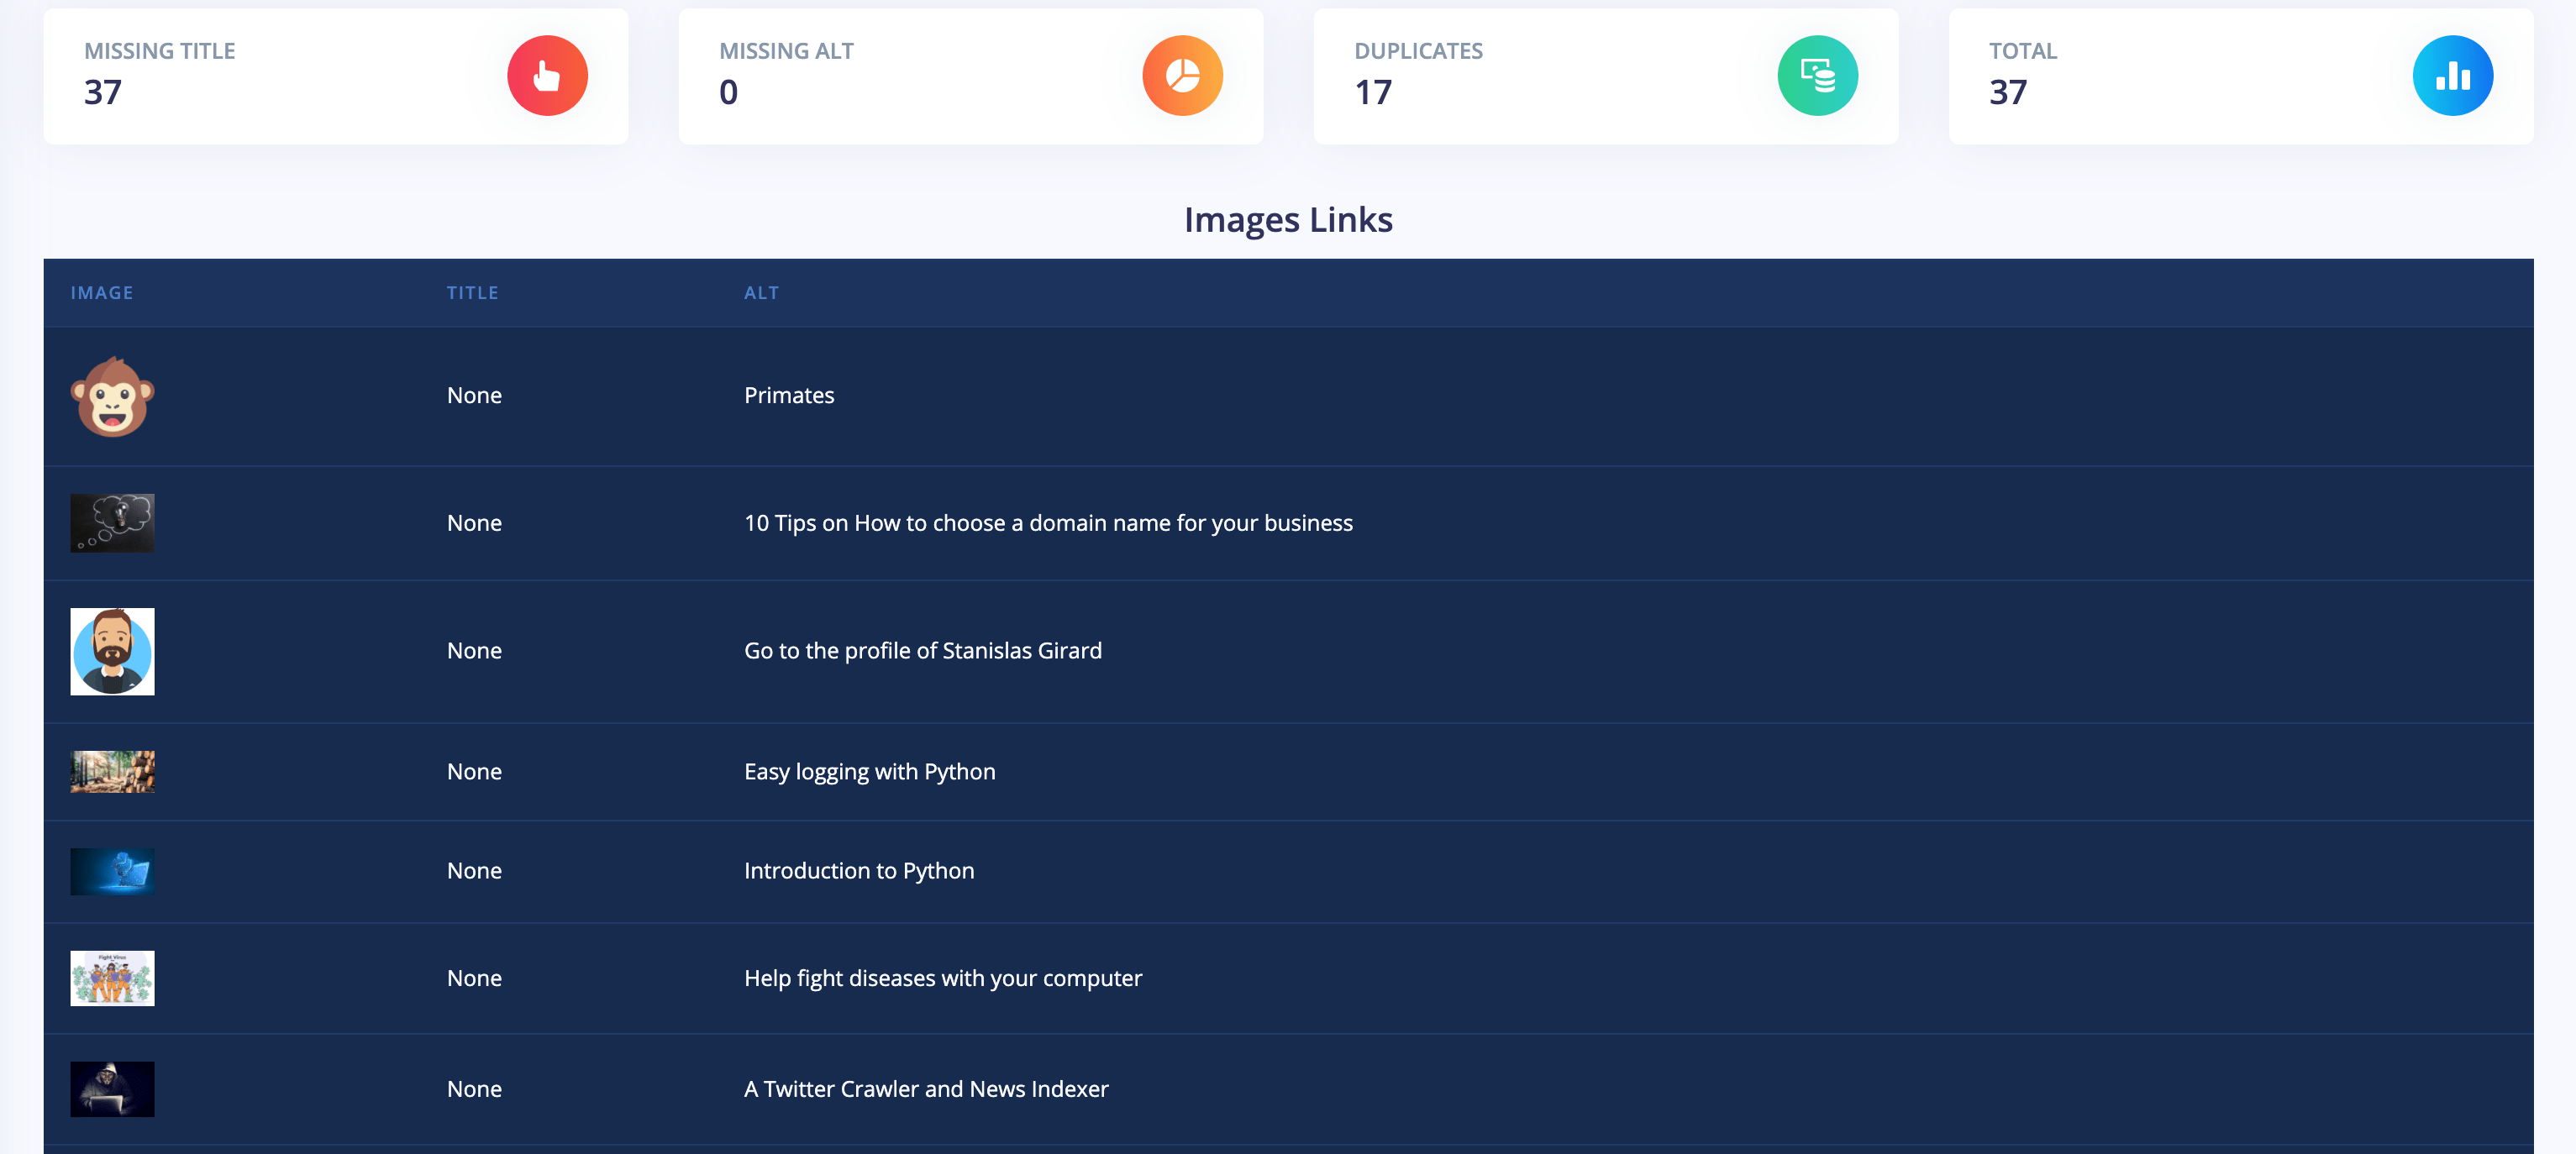 MISSING TITLE
37
MISSING ALT
0
DUPLICATES
17
TOTAL
37
Images Links
IMAGE TITLE ALT
None Primates
None 10 Tips on How to choose a domain name for your business
None Go to the profile of Stanislas Girard
None Easy logging with Python
None Introduction to Python
Fight Virus
None Help fight diseases with your computer
None A Twitter Crawler and News Indexer